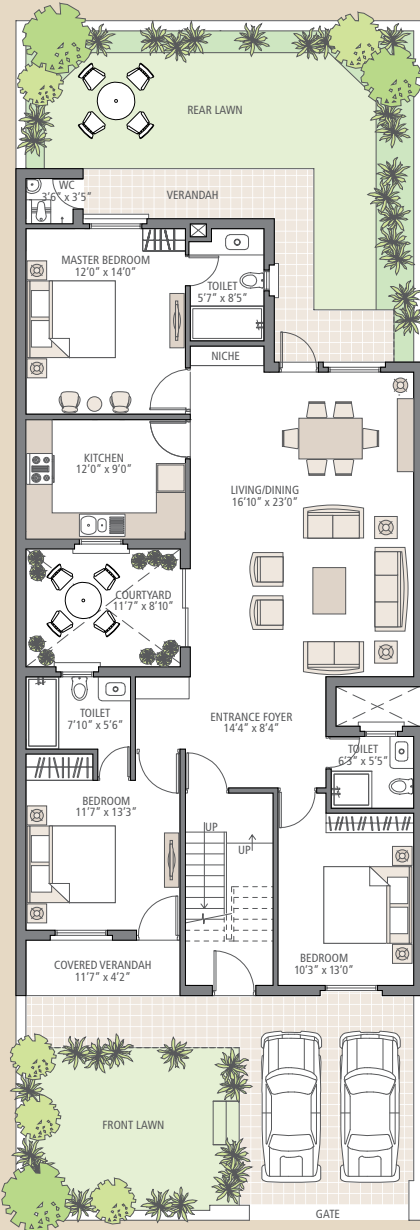 REAR LAWN
WC
3'6" x 3'5"
VERANDAH
MASTER BEDROOM
12'0" x 14'0"
TOILET
5'7" x 8'5"
NICHE
KITCHEN
12'0" x 9'0"
LIVING/DINING
16'10" x 23'0"
COURTYARD
11'7" x 8'10"
TOILET
7'10" x 5'6"
ENTRANCE FOYER
14'4" x 8'4"
TOILET
6'3" x 5'5"
BEDROOM
11'7" x 13'3"
UP
UP
BEDROOM
10'3" x 13'0"
COVERED VERANDAH
11'7" x 4'2"
FRONT LAWN
GATE